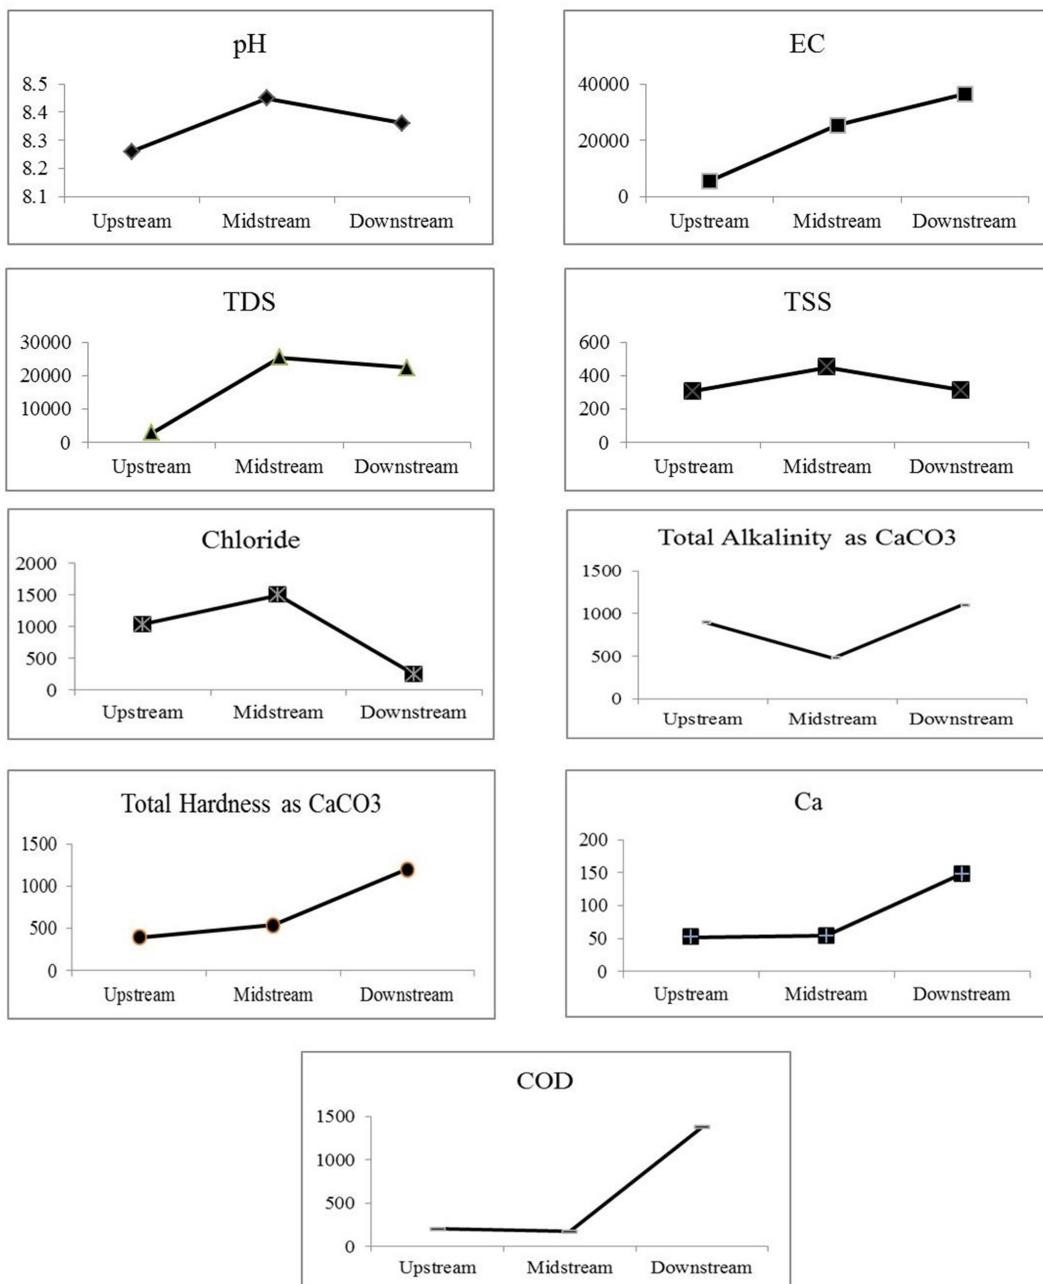 pH
8.5
8.4
8.3
8.2
8.1
Upstream Midstream Downstream
EC
40000
20000
0
Upstream Midstream Downstream
TDS
30000
20000
10000
0
Upstream Midstream Downstream
TSS
600
400
200
0
Upstream Midstream Downstream
Chloride
2000
1500
1000
500
0
Upstream Midstream Downstream
Total Alkalinity as CaCO3
1500
1000
500
0
Upstream Midstream Downstream
Total Hardness as CaCO3
1500
1000
500
0
Upstream Midstream Downstream
Ca
200
150
100
50
0
Upstream Midstream Downstream
COD
1500
1000
500
0
Upstream Midstream Downstream